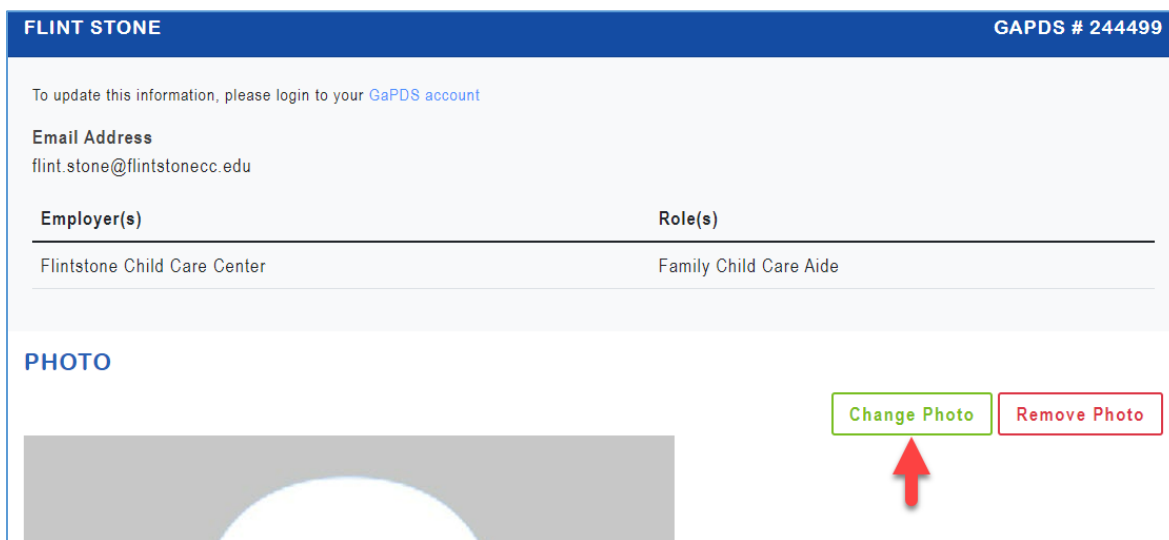 FLINT STONE GAPDS # 244499
To update this information, please login to your GaPDS account
Email Address
flint.stone@flintstonecc.edu
Employer(s) Role(s)
Flintstone Child Care Center Family Child Care Aide
PHOTO
Change Photo Remove Photo